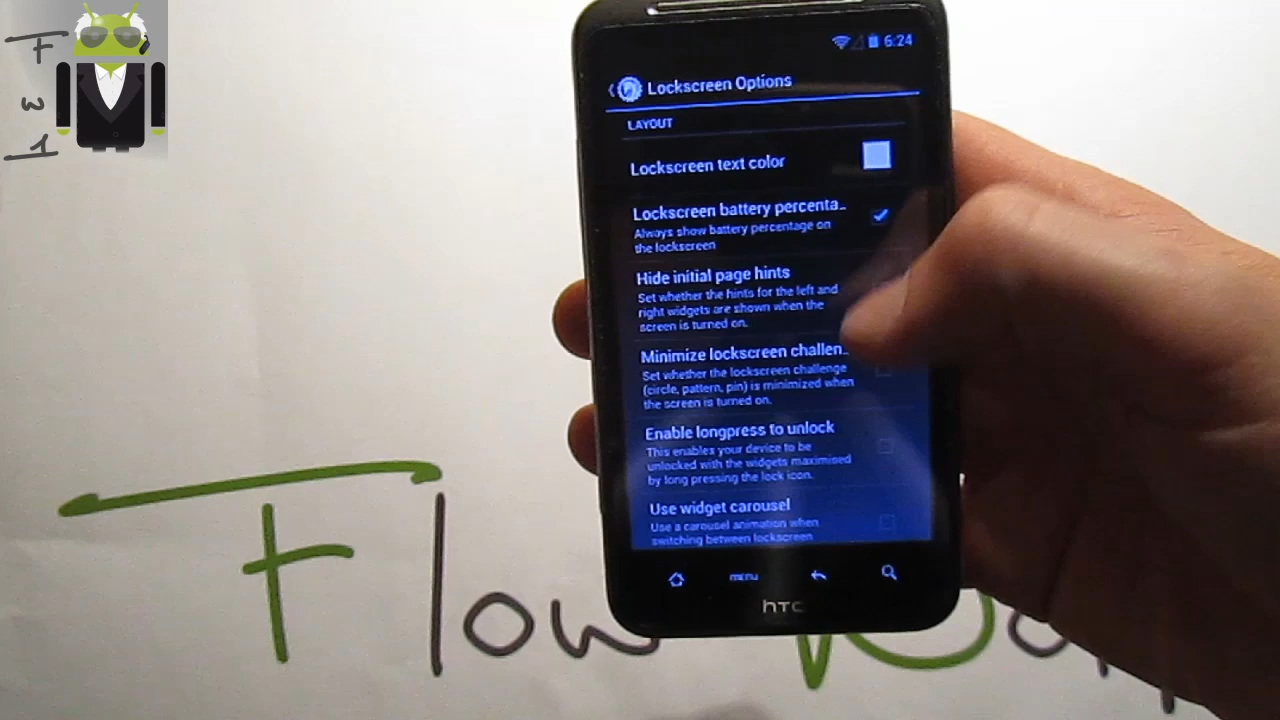 F
w
1
6:24
Lockscreen Options
LAYOUT
Lockscreen text color
Lockscreen battery percenta..
Always show battery percentage on
the lockscreen
Hide initial page hints
Set whether the hints for the left and
right widgets are shown when the
screen is turned on.
Minimize lockscreen challen..
Set whether the lockscreen challenge
(circle, pattern, pin) is minimized when
the screen is turned on.
Enable longpress to unlock
This enables your device to be
unlocked with the widgets maximised
by long pressing the lock icon.
Use widget carousel
Use a carousel animation when
switching between lockscreen
MENU
hTC
Flow